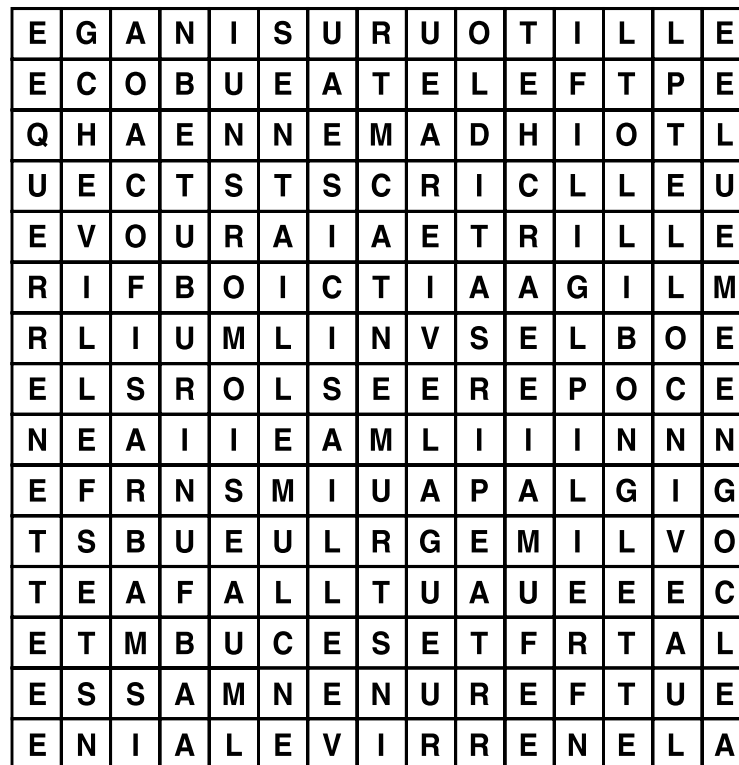 E G A N I S U R U O T I L L E
E C O B U E A T E L E F T P E
Q H A E N N E M A D H I O T L
U E C T S T S C R I C L L E U
E V O U R A I A E T R I L L E
R I F B O I C T I A A G I L M
R L I U M L I N V S E L B O E
E L S R O L S E E R E P O C E
N E A I I E A M L I I I N N N
E F R N S M I U A P A L G I G
T S B U E U L R G E M I L V O
T E A F A L L T U A U E E E C
E T M B U C E S E T F R T A L
E S S A M N E N U R E F T U E
E N I A L E V I R R E N E L A